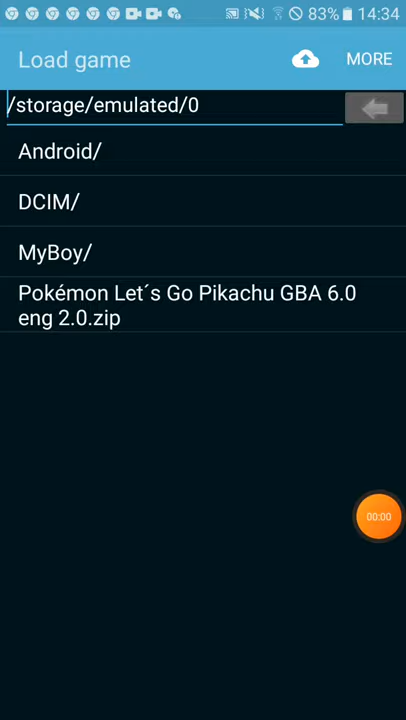 83% 14:34
Load game MORE
/storage/emulated/0
Android/
DCIM/
MyBoy/
Pokémon Let´s Go Pikachu GBA 6.0
eng 2.0.zip
00:00